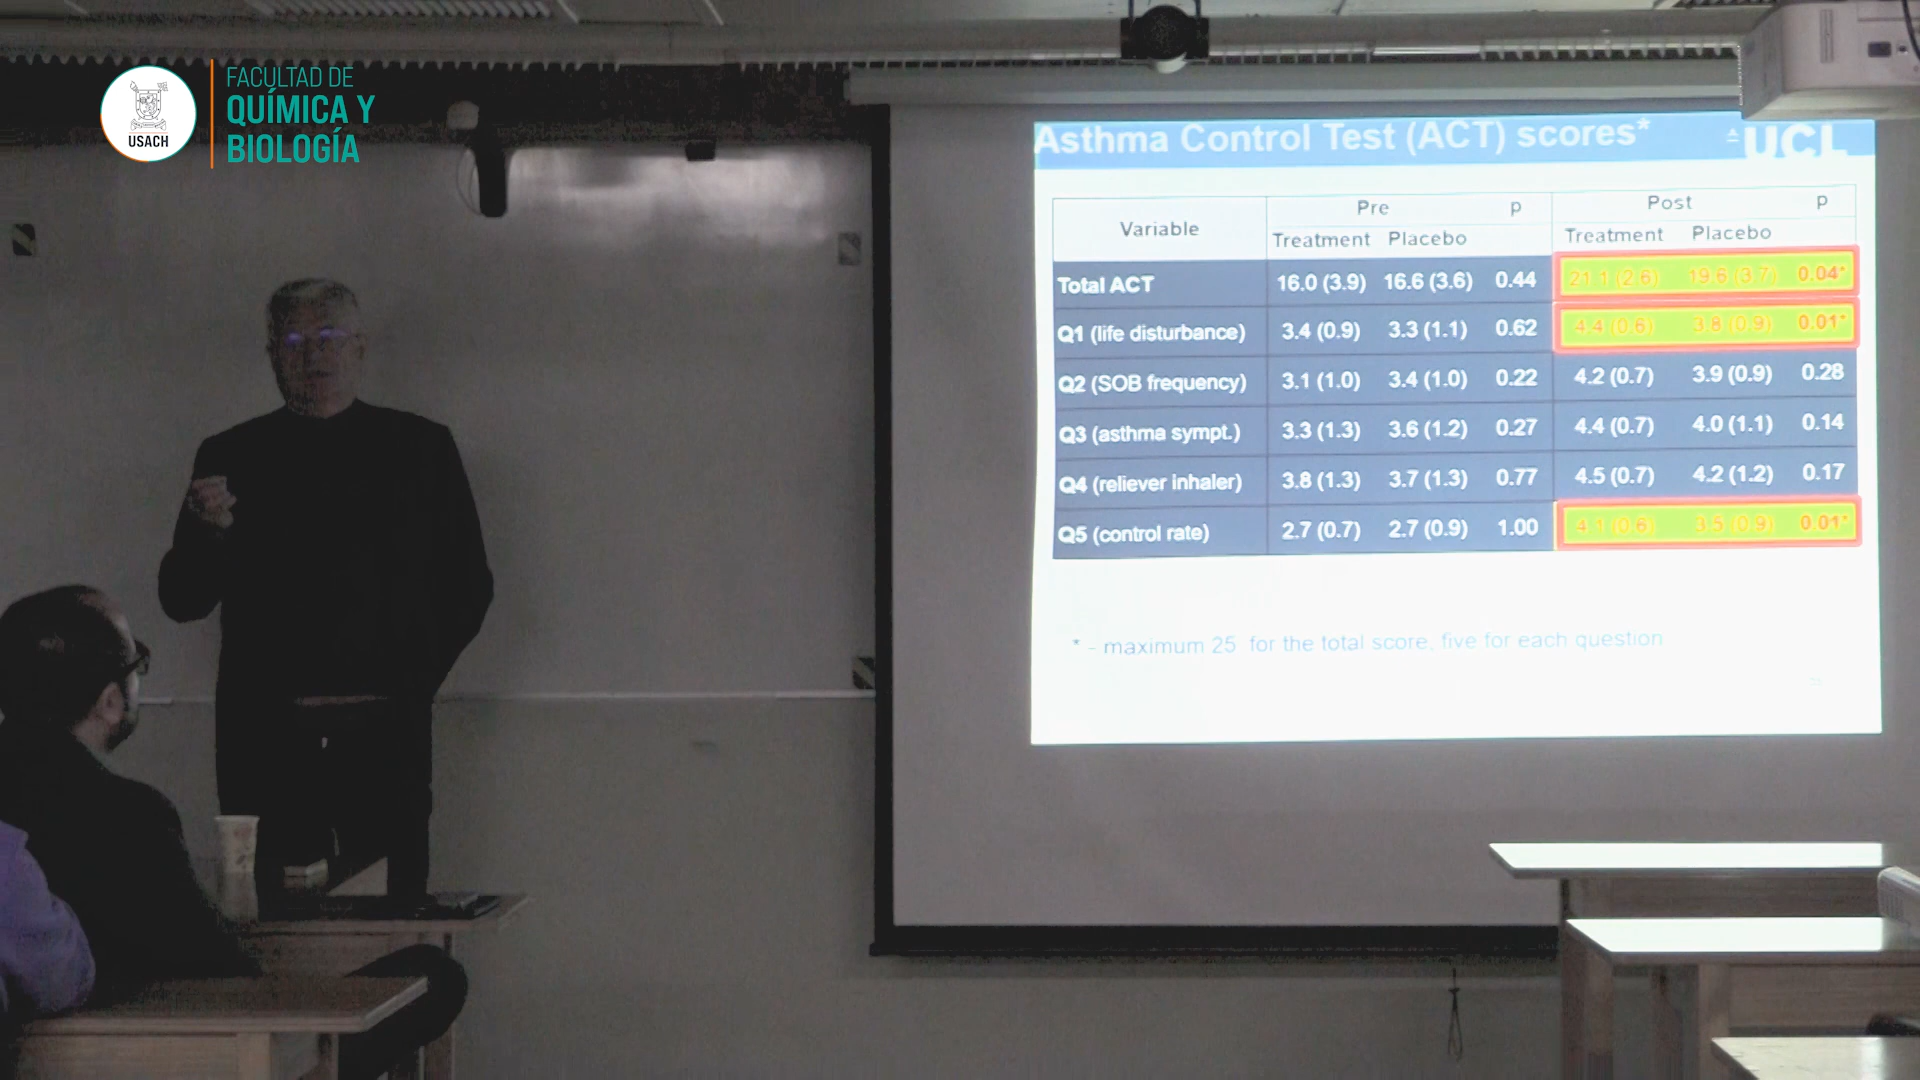 USACH
FACULTAD DE
QUÍMICA Y
BIOLOGÍA
Asthma Control Test (ACT) scores*
UCL
Variable Pre p Post p
Treatment Placebo Treatment Placebo
Total ACT 16.0 (3.9) 16.6 (3.6) 0.44 21.1 (2.6) 19.6 (3.7) 0.04*
Q1 (life disturbance) 3.4 (0.9) 3.3 (1.1) 0.62 4.4 (0.6) 3.8 (0.9) 0.01*
Q2 (SOB frequency) 3.1 (1.0) 3.4 (1.0) 0.22 4.2 (0.7) 3.9 (0.9) 0.28
Q3 (asthma sympt.) 3.3 (1.3) 3.6 (1.2) 0.27 4.4 (0.7) 4.0 (1.1) 0.14
Q4 (reliever inhaler) 3.8 (1.3) 3.7 (1.3) 0.77 4.5 (0.7) 4.2 (1.2) 0.17
Q5 (control rate) 2.7 (0.7) 2.7 (0.9) 1.00 4.1 (0.6) 3.5 (0.9) 0.01*
* - maximum 25 for the total score, five for each question